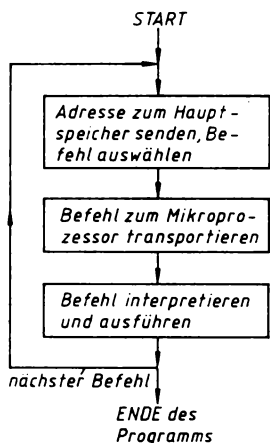 START
Adresse zum Haupt-
speicher senden, Be-
fehl auswählen
Befehl zum Mikropro-
zessor transportieren
Befehl interpretieren
und ausführen
nächster Befehl
ENDE des
Programms